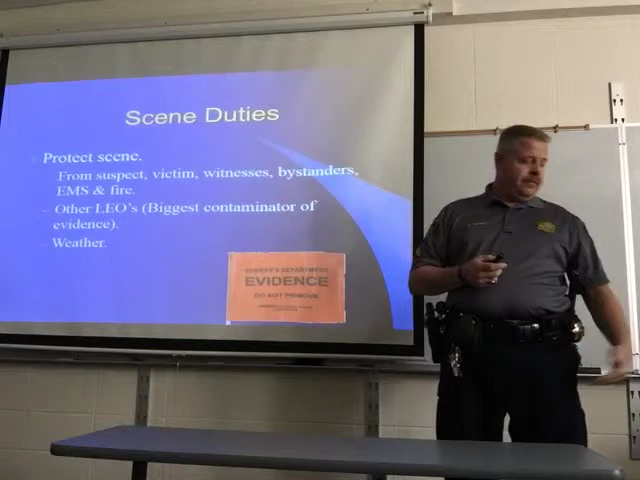 Scene Duties
Protect scene.
From suspect, victim, witnesses, bystanders,
EMS & fire.
– Other LEO's (Biggest contaminator of
evidence).
– Weather.
SHERIFF'S DEPARTMENT
EVIDENCE
DO NOT REMOVE